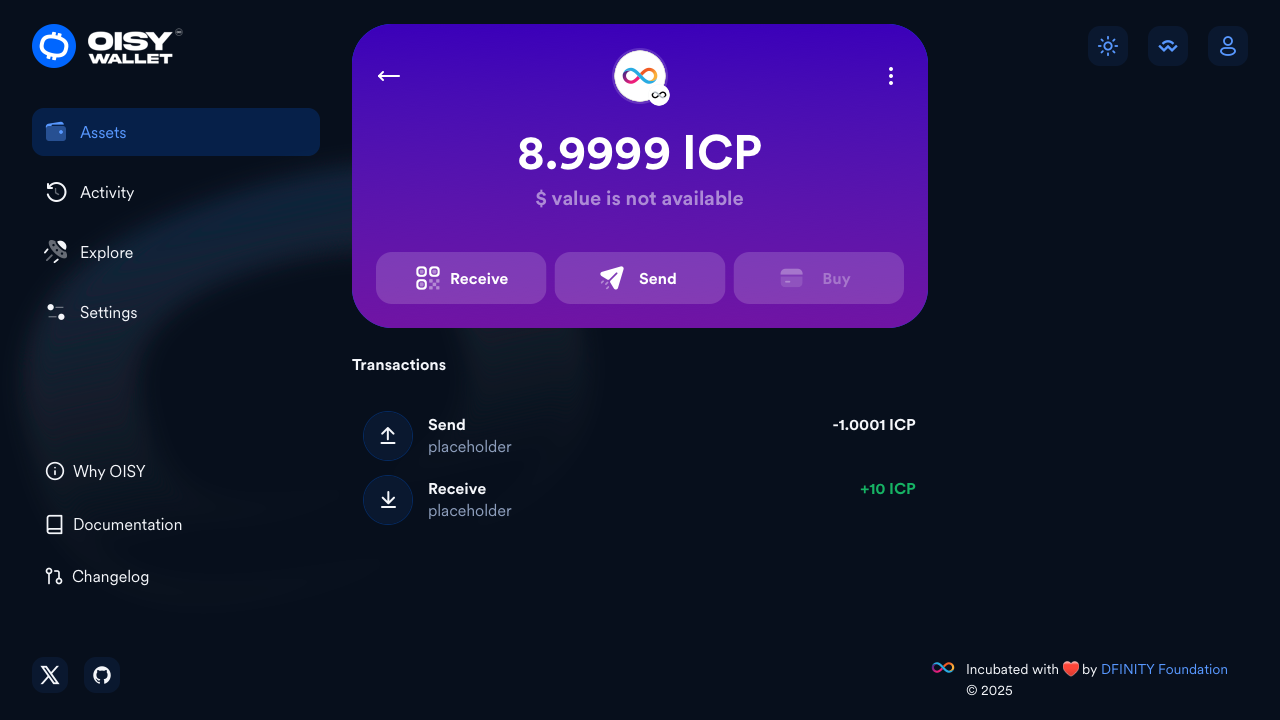 OISY
WALLET
Assets
Activity
Explore
Settings
Why OISY
Documentation
Changelog
8.9999 ICP
$ value is not available
Receive
Send
Buy
Transactions
Send
-1.0001 ICP
placeholder
Receive
+10 ICP
placeholder
Incubated with ❤️ by DFINITY Foundation
© 2025